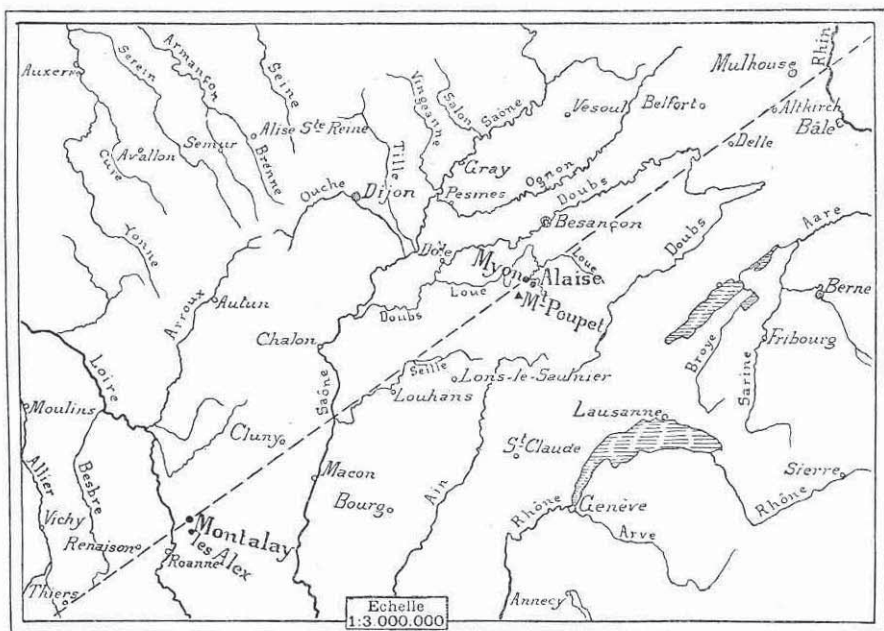 Auxerre
Serein
Armançon
Seine
Vingeanne
Salon
Saône
Vesoul
Belfort
Mulhouse
Rhin
Altkirch
Bâle
Delle
Avallon
Cure
Semur
Alise Ste Reine
Brenne
Tille
Gray
Pesmes
Ognon
Doubs
Ouche
Dijon
Besançon
Doubs
Aare
Yonne
Dôle
Myon
Alaise
Loue
Loue
Mt Poupet
Berne
Arroux
Autun
Doubs
Chalon
Fribourg
Broye
Sarine
Loire
Seille
Lons-le-Saulnier
Louhans
Saôna
Moulins
Cluny
Lausanne
St Claude
Allier
Besbre
Macon
Bourg
Ain
Sierre
Rhône
Genève
Rhône
Arve
Vichy
Montalay
les Alex
Renaison
Roanne
Thiers
Annecy
Echelle
1:3.000.000